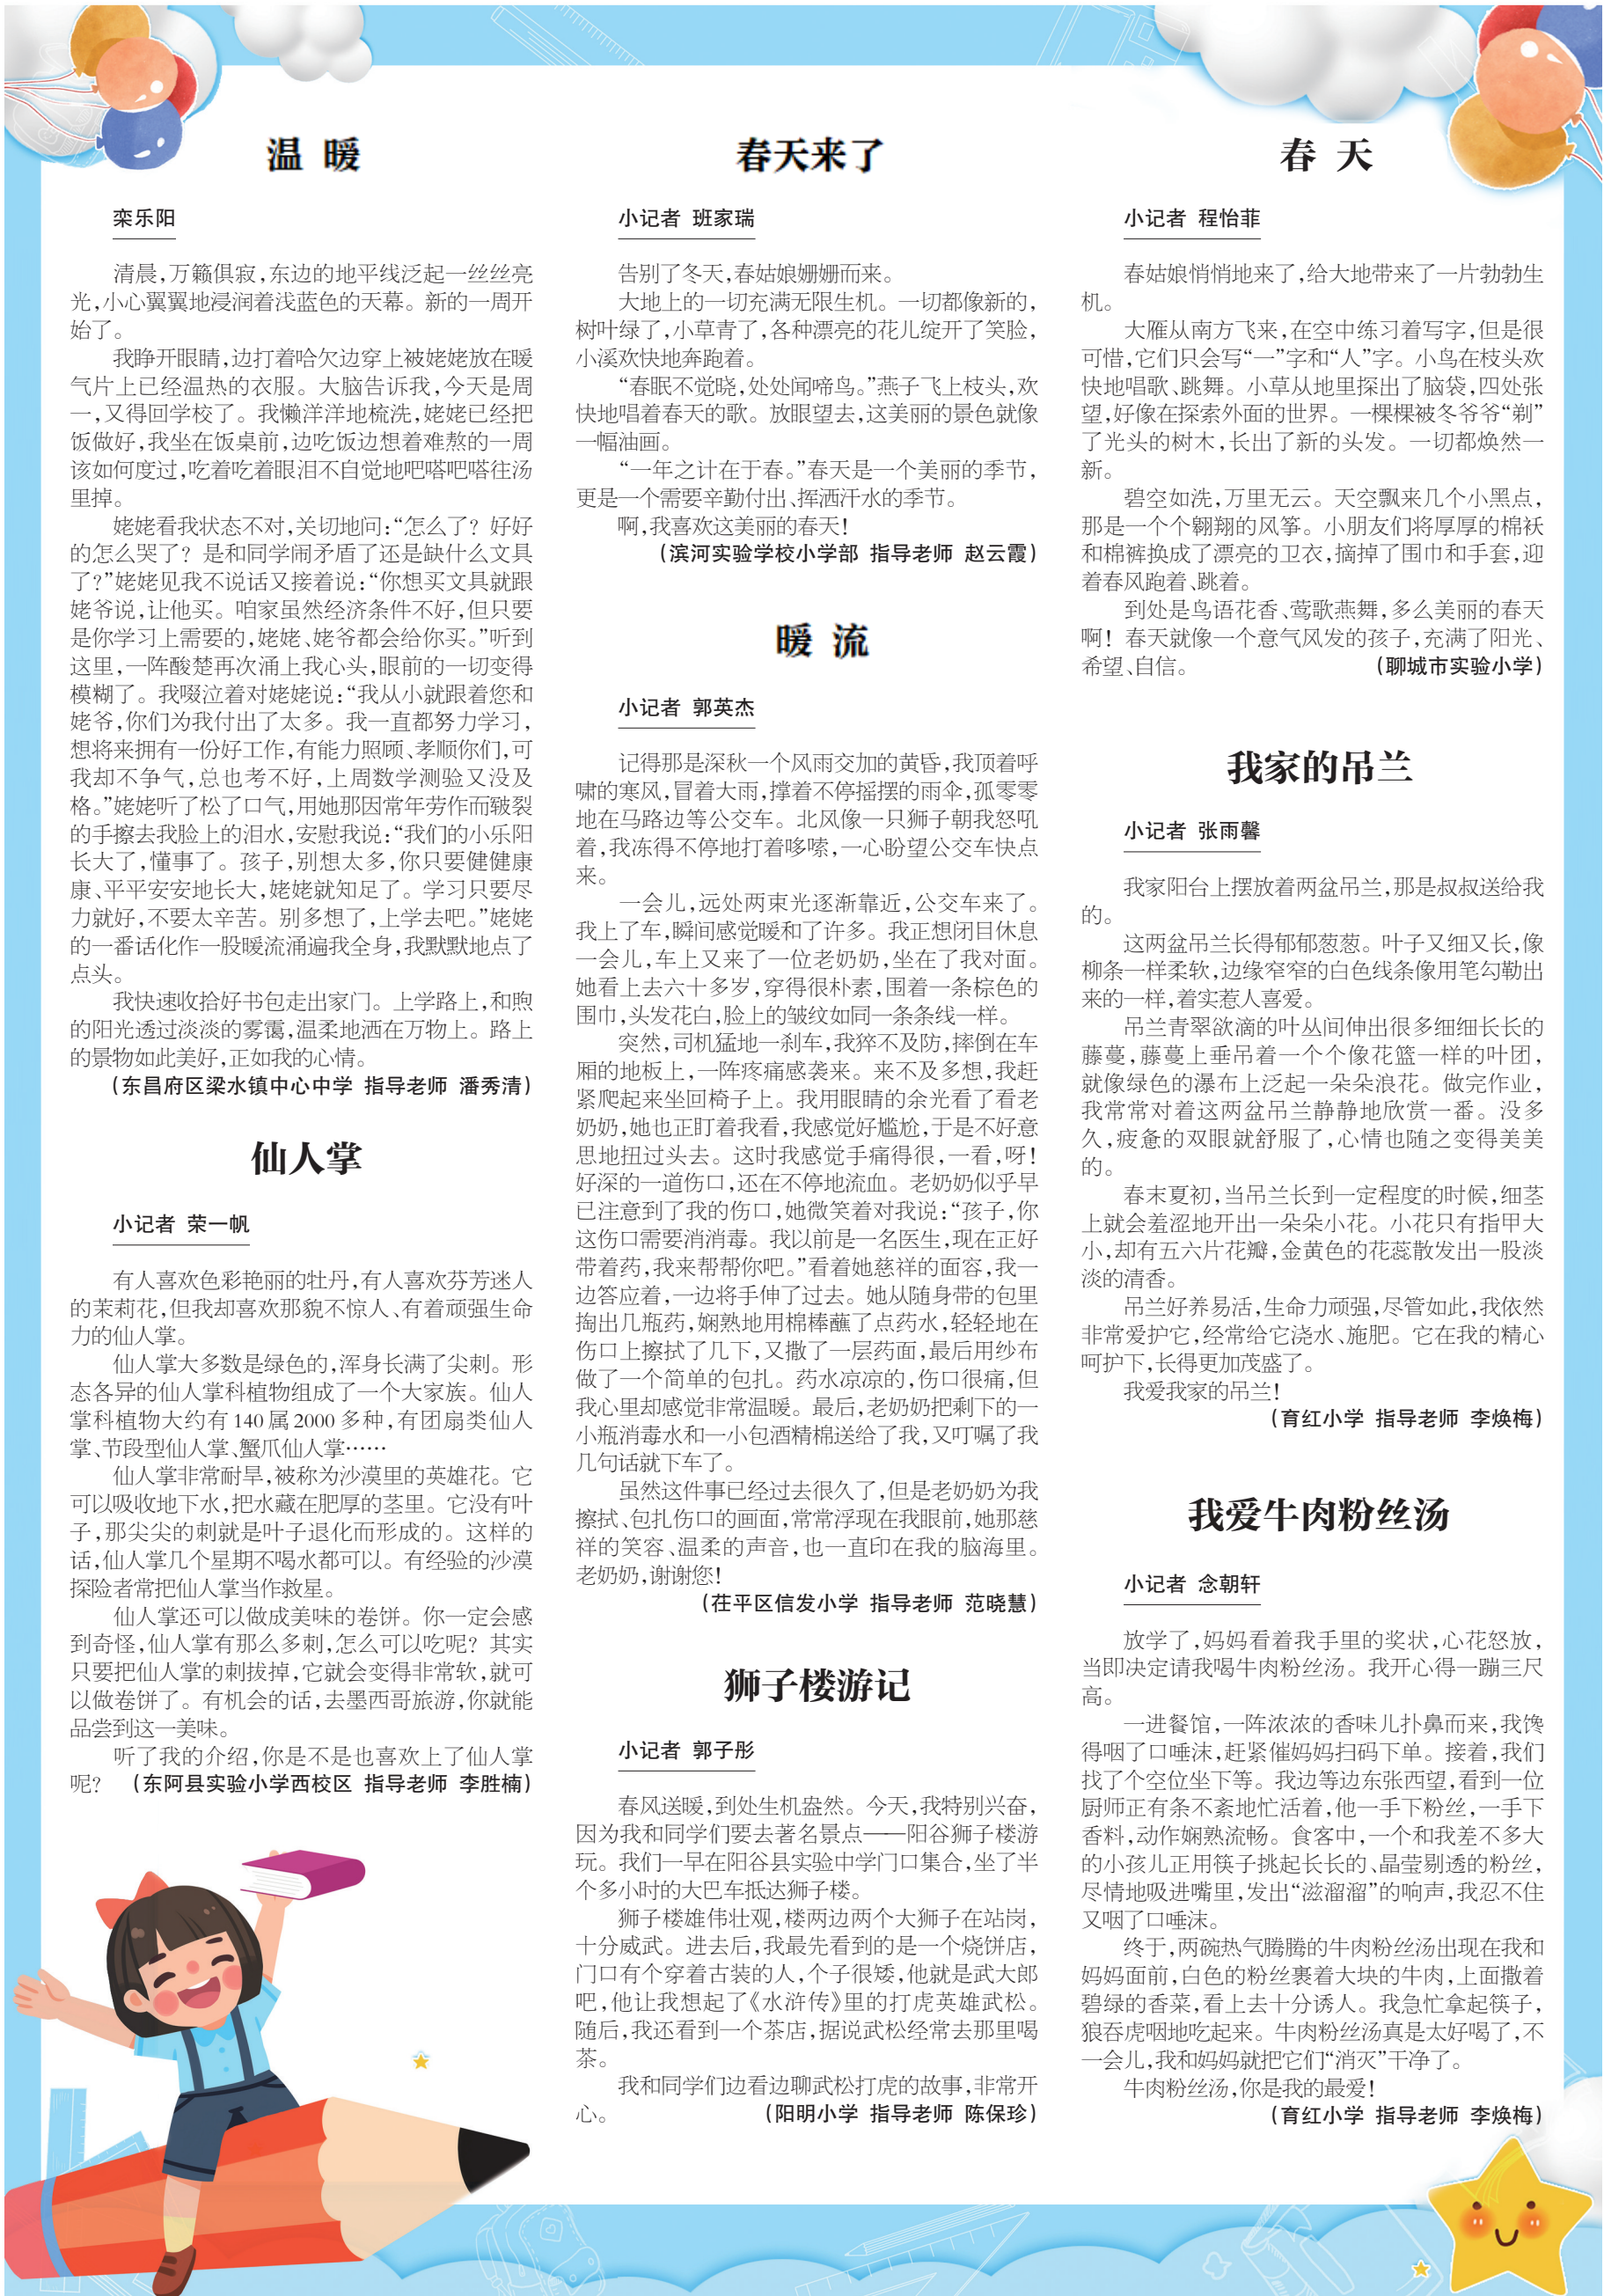 温 暖
栾乐阳
清晨，万籁俱寂，东边的地平线泛起一丝丝亮
光，小心翼翼地浸润着浅蓝色的天幕。新的一周开
始了。
我睁开眼睛，边打着哈欠边穿上被姥姥放在暖
气片上已经温热的衣服。大脑告诉我，今天是周
一，又得回学校了。我懒洋洋地梳洗，姥姥已经把
饭做好，我坐在饭桌前，边吃饭边想着难熬的一周
该如何度过，吃着吃着眼泪不自觉地吧嗒吧嗒往汤
里掉。
姥姥看我状态不对，关切地问：“怎么了？好好
的怎么哭了？是和同学闹矛盾了还是缺什么文具
了？”姥姥见我不说话又接着说：“你想买文具就跟
姥爷说，让他买。咱家虽然经济条件不好，但只要
是你学习上需要的，姥姥、姥爷都会给你买。”听到
这里，一阵酸楚再次涌上我心头，眼前的一切变得
模糊了。我啜泣着对姥姥说：“我从小就跟着您和
姥爷，你们为我付出了太多。我一直都努力学习，
想将来拥有一份好工作，有能力照顾、孝顺你们，可
我却不争气，总也考不好，上周数学测验又没及
格。”姥姥听了松了口气，用她那因常年劳作而皲裂
的手擦去我脸上的泪水，安慰我说：“我们的小乐阳
长大了，懂事了。孩子，别想太多，你只要健健康
康、平平安安地长大，姥姥就知足了。学习只要尽
力就好，不要太辛苦。别多想了，上学去吧。”姥姥
的一番话化作一股暖流涌遍我全身，我默默地点了
点头。
我快速收拾好书包走出家门。上学路上，和煦
的阳光透过淡淡的雾霭，温柔地洒在万物上。路上
的景物如此美好，正如我的心情。
（东昌府区梁水镇中心中学 指导老师 潘秀清）
仙人掌
小记者 荣一帆
有人喜欢色彩艳丽的牡丹，有人喜欢芬芳迷人
的茉莉花，但我却喜欢那貌不惊人、有着顽强生命
力的仙人掌。
仙人掌大多数是绿色的，浑身长满了尖刺。形
态各异的仙人掌科植物组成了一个大家族。仙人
掌科植物大约有 140 属 2000 多种，有团扇类仙人
掌、节段型仙人掌、蟹爪仙人掌……
仙人掌非常耐旱，被称为沙漠里的英雄花。它
可以吸收地下水，把水藏在肥厚的茎里。它没有叶
子，那尖尖的刺就是叶子退化而形成的。这样的
话，仙人掌几个星期不喝水都可以。有经验的沙漠
探险者常把仙人掌当作救星。
仙人掌还可以做成美味的卷饼。你一定会感
到奇怪，仙人掌有那么多刺，怎么可以吃呢？其实
只要把仙人掌的刺拔掉，它就会变得非常软，就可
以做卷饼了。有机会的话，去墨西哥旅游，你就能
品尝到这一美味。
听了我的介绍，你是不是也喜欢上了仙人掌
呢？ （东阿县实验小学西校区 指导老师 李胜楠）
春天来了
小记者 班家瑞
告别了冬天，春姑娘姗姗而来。
大地上的一切充满无限生机。一切都像新的，
树叶绿了，小草青了，各种漂亮的花儿绽开了笑脸，
小溪欢快地奔跑着。
“春眠不觉晓，处处闻啼鸟。”燕子飞上枝头，欢
快地唱着春天的歌。放眼望去，这美丽的景色就像
一幅油画。
“一年之计在于春。”春天是一个美丽的季节，
更是一个需要辛勤付出、挥洒汗水的季节。
啊，我喜欢这美丽的春天！
（滨河实验学校小学部 指导老师 赵云霞）
暖 流
小记者 郭英杰
记得那是深秋一个风雨交加的黄昏，我顶着呼
啸的寒风，冒着大雨，撑着不停摇摆的雨伞，孤零零
地在马路边等公交车。北风像一只狮子朝我怒吼
着，我冻得不停地打着哆嗦，一心盼望公交车快点
来。
一会儿，远处两束光逐渐靠近，公交车来了。
我上了车，瞬间感觉暖和了许多。我正想闭目休息
一会儿，车上又来了一位老奶奶，坐在了我对面。
她看上去六十多岁，穿得很朴素，围着一条棕色的
围巾，头发花白，脸上的皱纹如同一条条线一样。
突然，司机猛地一刹车，我猝不及防，摔倒在车
厢的地板上，一阵疼痛感袭来。来不及多想，我赶
紧爬起来坐回椅子上。我用眼睛的余光看了看老
奶奶，她也正盯着我看，我感觉好尴尬，于是不好意
思地扭过头去。这时我感觉手痛得很，一看，呀！
好深的一道伤口，还在不停地流血。老奶奶似乎早
已注意到了我的伤口，她微笑着对我说：“孩子，你
这伤口需要消消毒。我以前是一名医生，现在正好
带着药，我来帮帮你吧。”看着她慈祥的面容，我一
边答应着，一边将手伸了过去。她从随身带的包里
掏出几瓶药，娴熟地用棉棒蘸了点药水，轻轻地在
伤口上擦拭了几下，又撒了一层药面，最后用纱布
做了一个简单的包扎。药水凉凉的，伤口很痛，但
我心里却感觉非常温暖。最后，老奶奶把剩下的一
小瓶消毒水和一小包酒精棉送给了我，又叮嘱了我
几句话就下车了。
虽然这件事已经过去很久了，但是老奶奶为我
擦拭、包扎伤口的画面，常常浮现在我眼前，她那慈
祥的笑容、温柔的声音，也一直印在我的脑海里。
老奶奶，谢谢您！
（茌平区信发小学 指导老师 范晓慧）
狮子楼游记
小记者 郭子彤
春风送暖，到处生机盎然。今天，我特别兴奋，
因为我和同学们要去著名景点——阳谷狮子楼游
玩。我们一早在阳谷县实验中学门口集合，坐了半
个多小时的大巴车抵达狮子楼。
狮子楼雄伟壮观，楼两边两个大狮子在站岗，
十分威武。进去后，我最先看到的是一个烧饼店，
门口有个穿着古装的人，个子很矮，他就是武大郎
吧，他让我想起了《水浒传》里的打虎英雄武松。
随后，我还看到一个茶店，据说武松经常去那里喝
茶。
我和同学们边看边聊武松打虎的故事，非常开
心。 （阳明小学 指导老师 陈保珍）
春 天
小记者 程怡菲
春姑娘悄悄地来了，给大地带来了一片勃勃生
机。
大雁从南方飞来，在空中练习着写字，但是很
可惜，它们只会写“一”字和“人”字。小鸟在枝头欢
快地唱歌、跳舞。小草从地里探出了脑袋，四处张
望，好像在探索外面的世界。一棵棵被冬爷爷“剃”
了光头的树木，长出了新的头发。一切都焕然一
新。
碧空如洗，万里无云。天空飘来几个小黑点，
那是一个个翱翔的风筝。小朋友们将厚厚的棉袄
和棉裤换成了漂亮的卫衣，摘掉了围巾和手套，迎
着春风跑着、跳着。
到处是鸟语花香、莺歌燕舞，多么美丽的春天
啊！春天就像一个意气风发的孩子，充满了阳光、
希望、自信。 （聊城市实验小学）
我家的吊兰
小记者 张雨馨
我家阳台上摆放着两盆吊兰，那是叔叔送给我
的。
这两盆吊兰长得郁郁葱葱。叶子又细又长，像
柳条一样柔软，边缘窄窄的白色线条像用笔勾勒出
来的一样，着实惹人喜爱。
吊兰青翠欲滴的叶丛间伸出很多细细长长的
藤蔓，藤蔓上垂吊着一个个像花篮一样的叶团，
就像绿色的瀑布上泛起一朵朵浪花。做完作业，
我常常对着这两盆吊兰静静地欣赏一番。没多
久，疲惫的双眼就舒服了，心情也随之变得美美
的。
春末夏初，当吊兰长到一定程度的时候，细茎
上就会羞涩地开出一朵朵小花。小花只有指甲大
小，却有五六片花瓣，金黄色的花蕊散发出一股淡
淡的清香。
吊兰好养易活，生命力顽强，尽管如此，我依然
非常爱护它，经常给它浇水、施肥。它在我的精心
呵护下，长得更加茂盛了。
我爱我家的吊兰！
（育红小学 指导老师 李焕梅）
我爱牛肉粉丝汤
小记者 念朝轩
放学了，妈妈看着我手里的奖状，心花怒放，
当即决定请我喝牛肉粉丝汤。我开心得一蹦三尺
高。
一进餐馆，一阵浓浓的香味儿扑鼻而来，我馋
得咽了口唾沫，赶紧催妈妈扫码下单。接着，我们
找了个空位坐下等。我边等边东张西望，看到一位
厨师正有条不紊地忙活着，他一手下粉丝，一手下
香料，动作娴熟流畅。食客中，一个和我差不多大
的小孩儿正用筷子挑起长长的、晶莹剔透的粉丝，
尽情地吸进嘴里，发出“滋溜溜”的响声，我忍不住
又咽了口唾沫。
终于，两碗热气腾腾的牛肉粉丝汤出现在我和
妈妈面前，白色的粉丝裹着大块的牛肉，上面撒着
碧绿的香菜，看上去十分诱人。我急忙拿起筷子，
狼吞虎咽地吃起来。牛肉粉丝汤真是太好喝了，不
一会儿，我和妈妈就把它们“消灭”干净了。
牛肉粉丝汤，你是我的最爱！
（育红小学 指导老师 李焕梅）